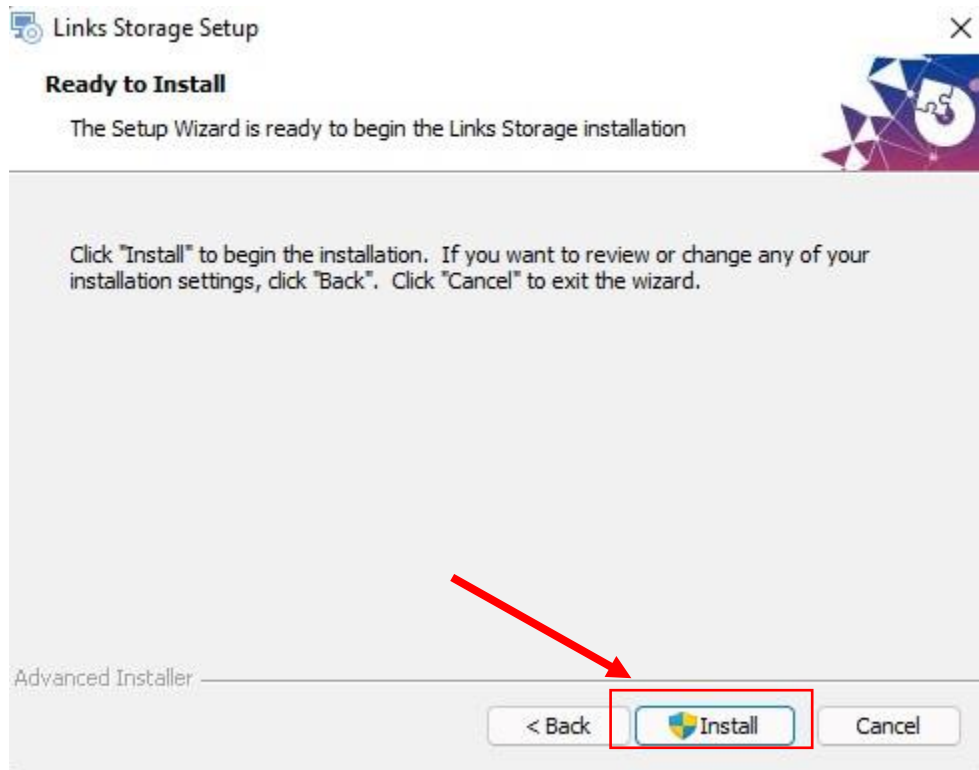 Links Storage Setup
Ready to Install
The Setup Wizard is ready to begin the Links Storage installation
Click "Install" to begin the installation.  If you want to review or change any of your
installation settings, click "Back".  Click "Cancel" to exit the wizard.
Advanced Installer
< Back
Install
Cancel